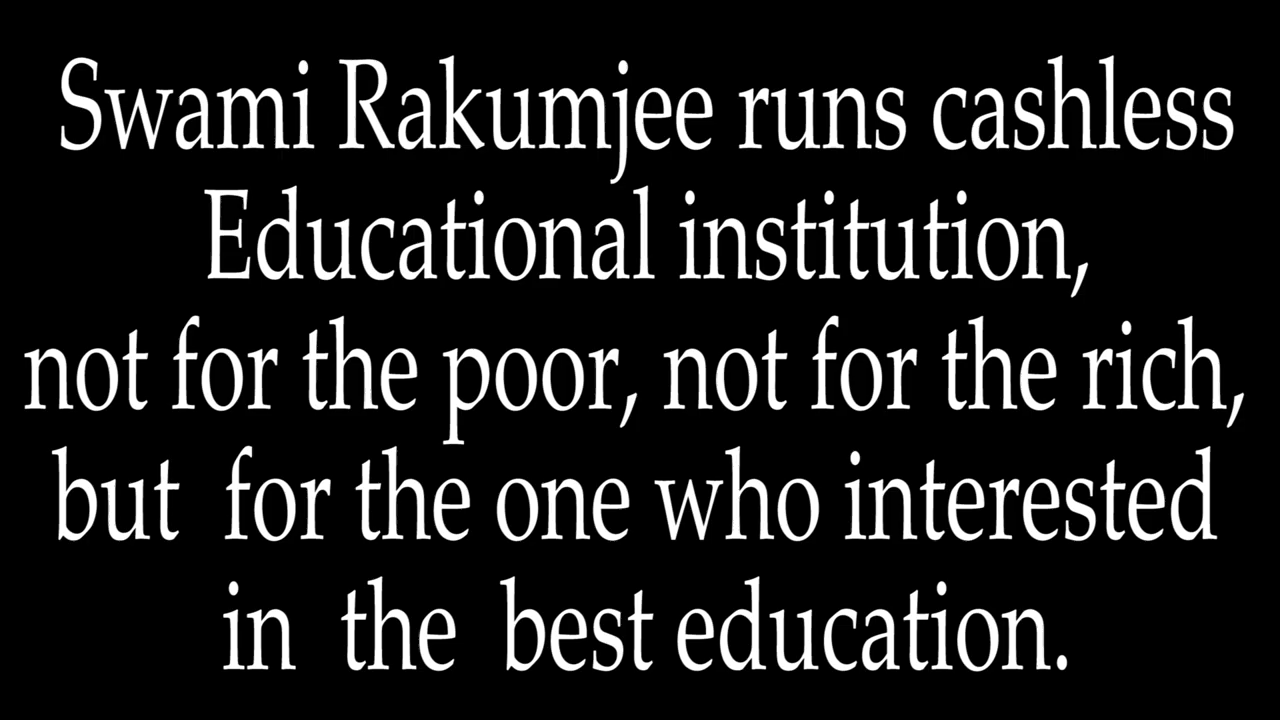 Swami Rakumjee runs cashless
Educational institution,
not for the poor, not for the rich,
but for the one who interested
in the best education.